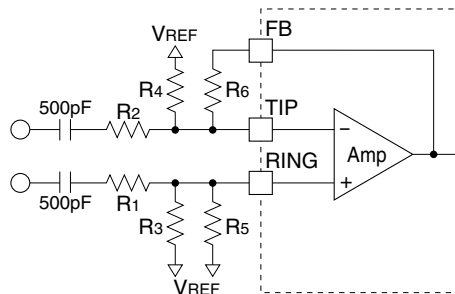 VREF
FB
R4
R6
500pF
R2
TIP
−
Amp
RING
+
500pF
R1
R3
R5
VREF